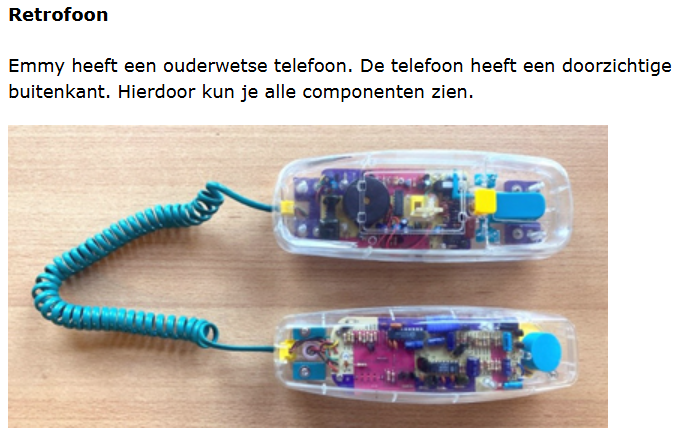 Retrofoon
Emmy heeft een ouderwetse telefoon. De telefoon heeft een doorzichtige
buitenkant. Hierdoor kun je alle componenten zien.